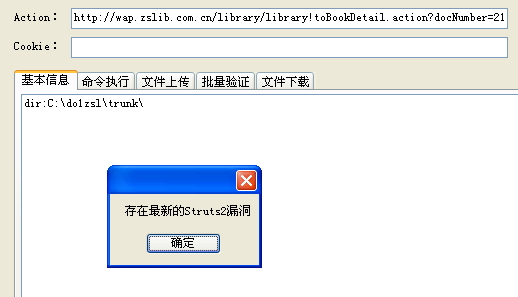 Action: http://wap.zslib.com.cn/library/library!toBookDetail.action?docNumber=21
Cookie:
基本信息 命令执行 文件上传 批量验证 文件下载
dir:C:\do1zsl\trunk\
存在最新的Struts2漏洞
确定